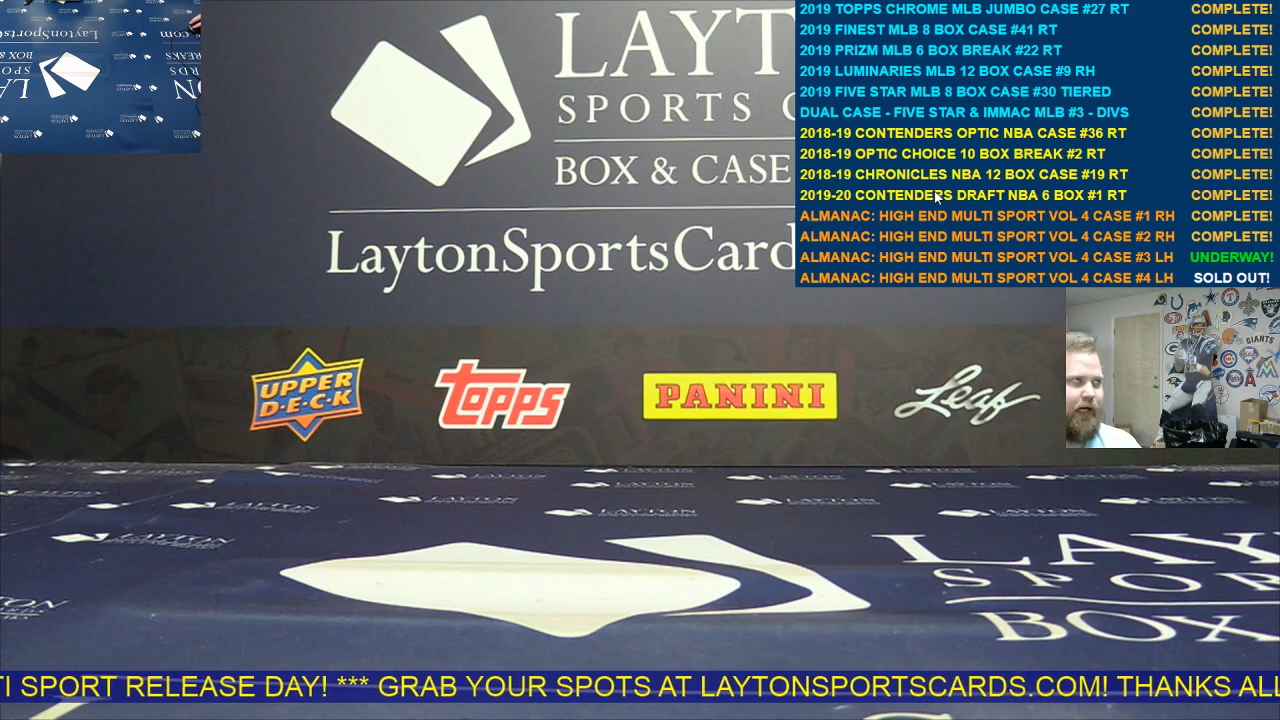 2019 TOPPS CHROME MLB JUMBO CASE #27 RT COMPLETE!
2019 FINEST MLB 8 BOX CASE #41 RT COMPLETE!
2019 PRIZM MLB 6 BOX BREAK #22 RT COMPLETE!
2019 LUMINARIES MLB 12 BOX CASE #9 RH COMPLETE!
2019 FIVE STAR MLB 8 BOX CASE #30 TIERED COMPLETE!
DUAL CASE - FIVE STAR & IMMAC MLB #3 - DIVS COMPLETE!
2018-19 CONTENDERS OPTIC NBA CASE #36 RT COMPLETE!
2018-19 OPTIC CHOICE 10 BOX BREAK #2 RT COMPLETE!
2018-19 CHRONICLES NBA 12 BOX CASE #19 RT COMPLETE!
2019-20 CONTENDERS DRAFT NBA 6 BOX #1 RT COMPLETE!
ALMANAC: HIGH END MULTI SPORT VOL 4 CASE #1 RH COMPLETE!
ALMANAC: HIGH END MULTI SPORT VOL 4 CASE #2 RH COMPLETE!
ALMANAC: HIGH END MULTI SPORT VOL 4 CASE #3 LH UNDERWAY!
ALMANAC: HIGH END MULTI SPORT VOL 4 CASE #4 LH SOLD OUT!
LAYT
SPORTS C
BOX & CASE
LaytonSportsCard
UPPER DECK
topps
PANINI
Leaf
GIANTS
LAY
SPOR
BOX
TI SPORT RELEASE DAY! *** GRAB YOUR SPOTS AT LAYTONSPORTSCARDS.COM! THANKS ALL